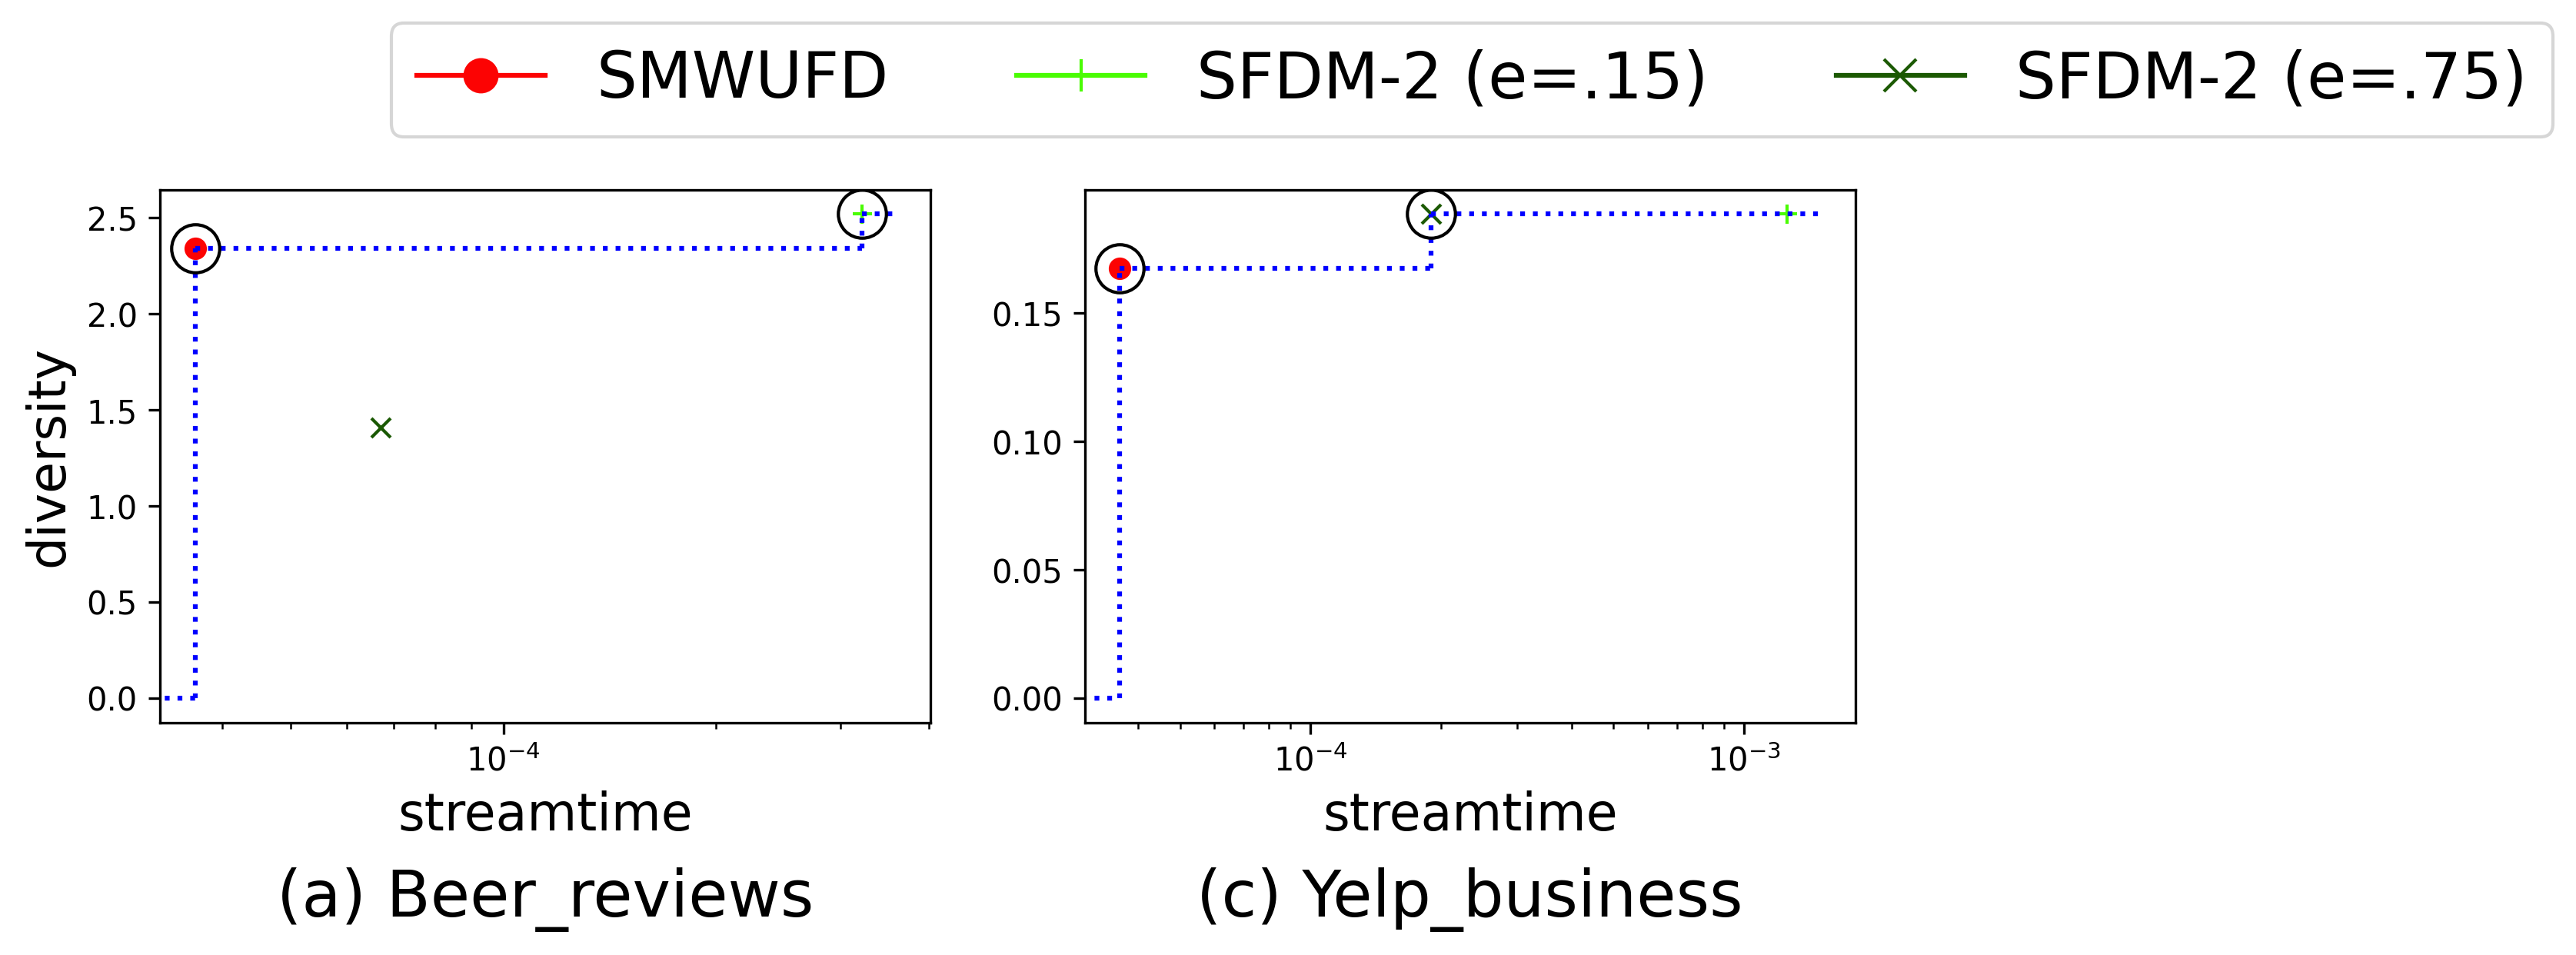 SMWUFD SFDM-2 (e=.15) SFDM-2 (e=.75)
diversity
2.5
2.0
1.5
1.0
0.5
0.0
10⁻⁴
streamtime
(a) Beer_reviews
0.15
0.10
0.05
0.00
10⁻⁴ 10⁻³
streamtime
(c) Yelp_business